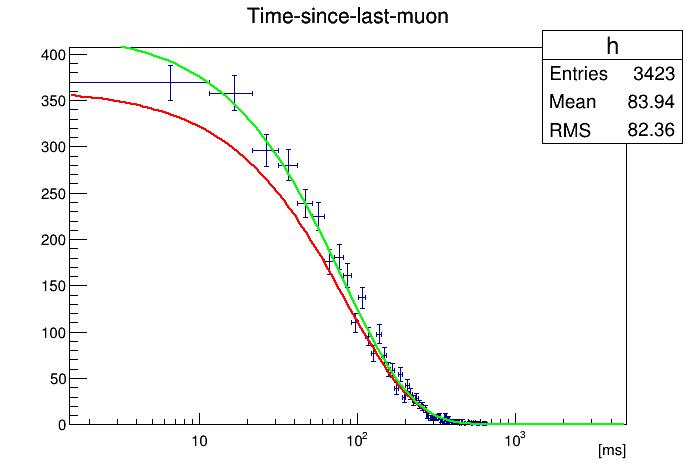 Time-since-last-muon
h
Entries 3423
Mean 83.94
RMS 82.36
400
350
300
250
200
150
100
50
0
10 10² 10³
[ms]